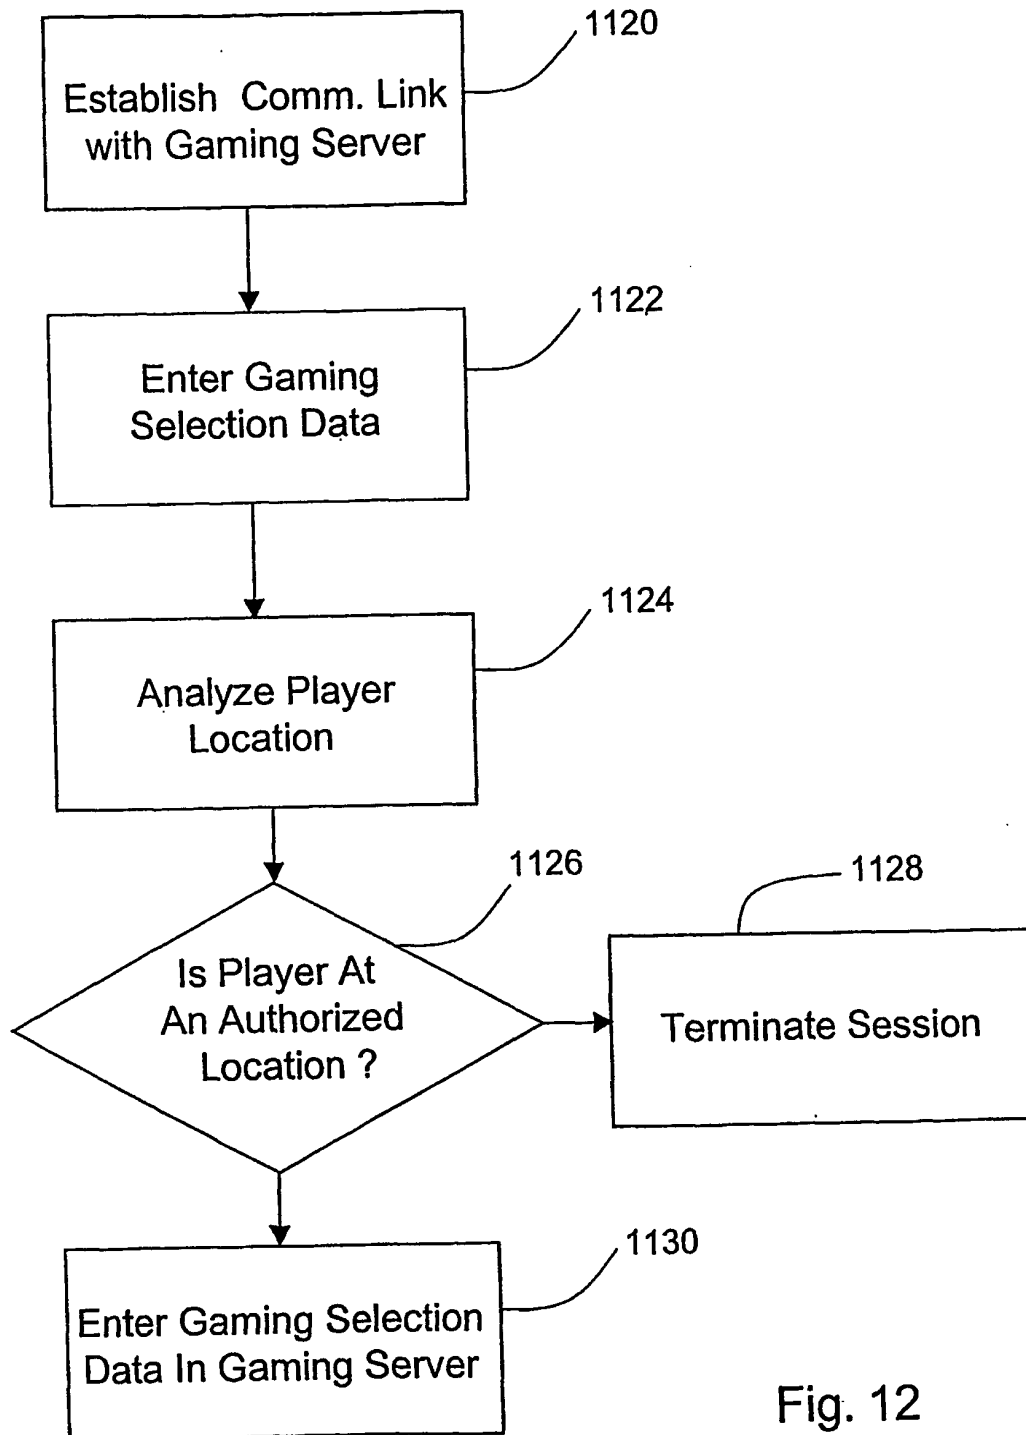 1120
Establish Comm. Link
with Gaming Server
1122
Enter Gaming
Selection Data
1124
Analyze Player
Location
1126
Is Player At
An Authorized
Location ?
1128
Terminate Session
1130
Enter Gaming Selection
Data In Gaming Server
Fig. 12